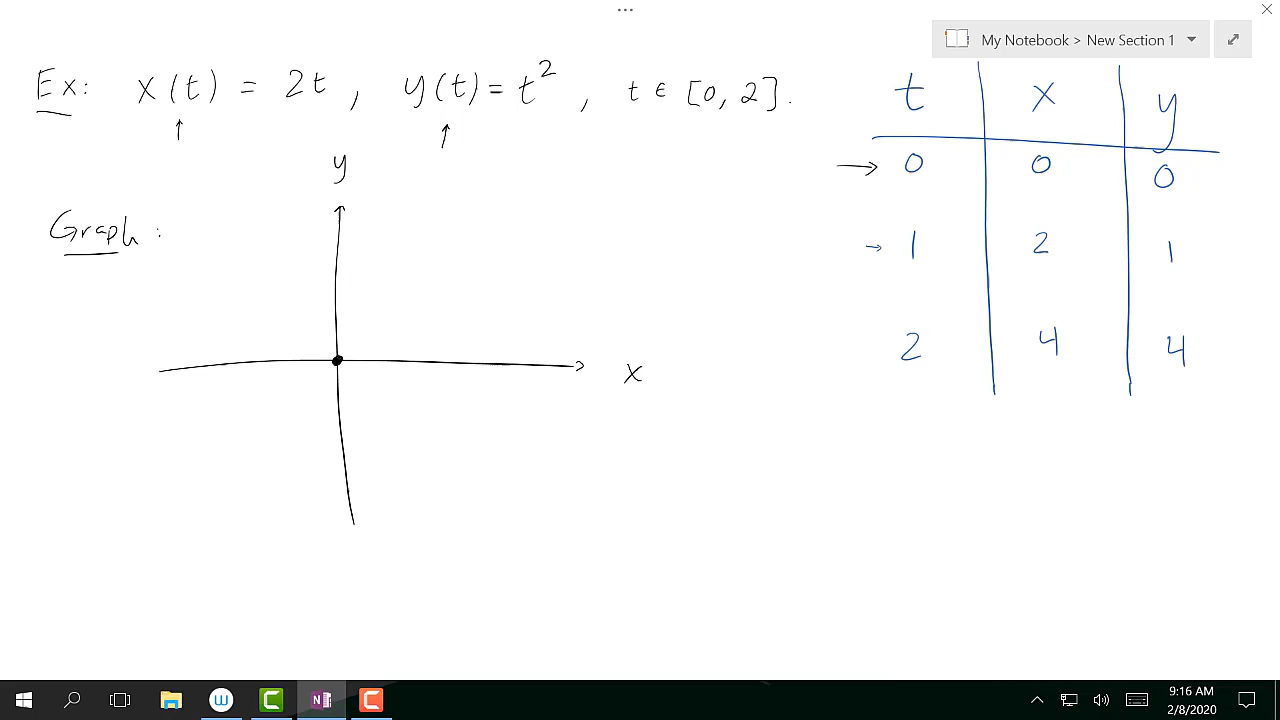 ...
My Notebook > New Section 1
Ex: x(t) = 2t, y(t) = t², t ∈ [0, 2].
t x y
0 0 0
1 2 1
2 4 4
Graph:
y
x
9:16 AM
2/8/2020